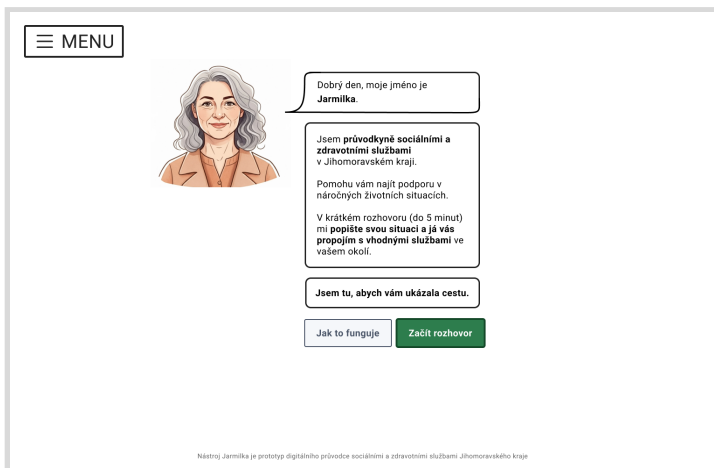 MENU
Dobrý den, moje jméno je
Jarmilka.
Jsem průvodkyně sociálními a
zdravotními službami
v Jihomoravském kraji.
Pomohu vám najít podporu v
náročných životních situacích.
V krátkém rozhovoru (do 5 minut)
mi popište svou situaci a já vás
propojím s vhodnými službami ve
vašem okolí.
Jsem tu, abych vám ukázala cestu.
Jak to funguje
Začít rozhovor
Nástroj Jarmilka je prototyp digitálního průvodce sociálními a zdravotními službami Jihomoravského kraje